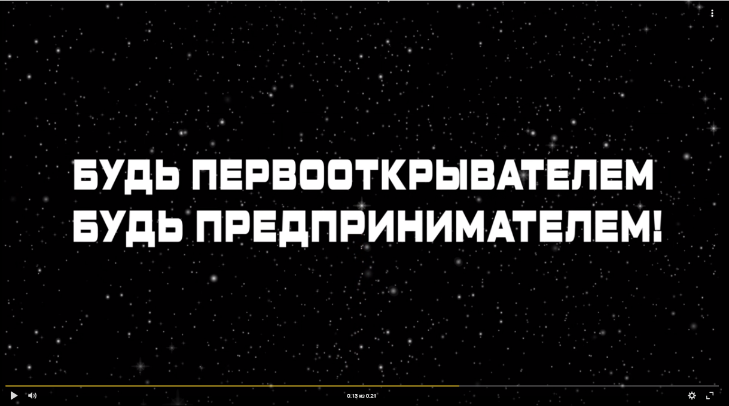 БУДЬ ПЕРВООТКРЫВАТЕЛЕМ
БУДЬ ПРЕДПРИНИМАТЕЛЕМ!
0:13 из 0:21